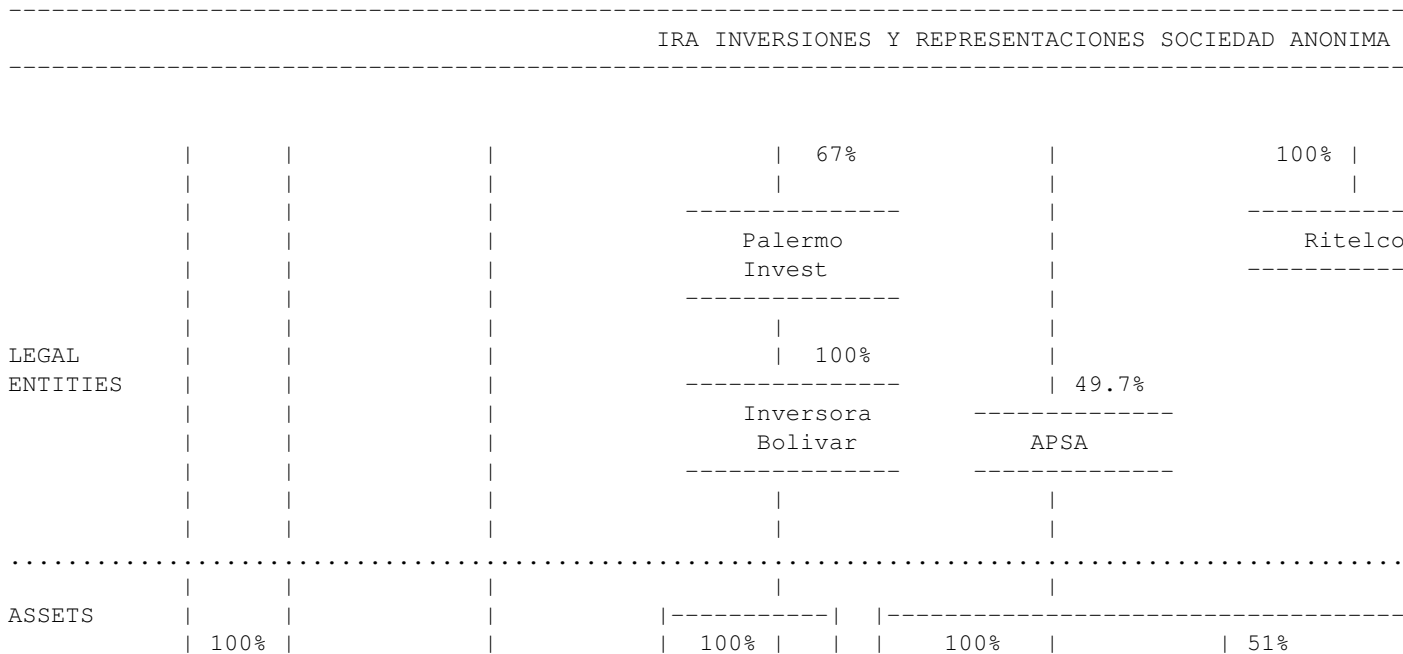 IRA INVERSIONES Y REPRESENTACIONES SOCIEDAD ANONIMA
67% 100%
Palermo Ritelco
Invest
LEGAL 100%
ENTITIES 49.7%
Inversora
Bolivar APSA
ASSETS
100% 100% 100% 51%